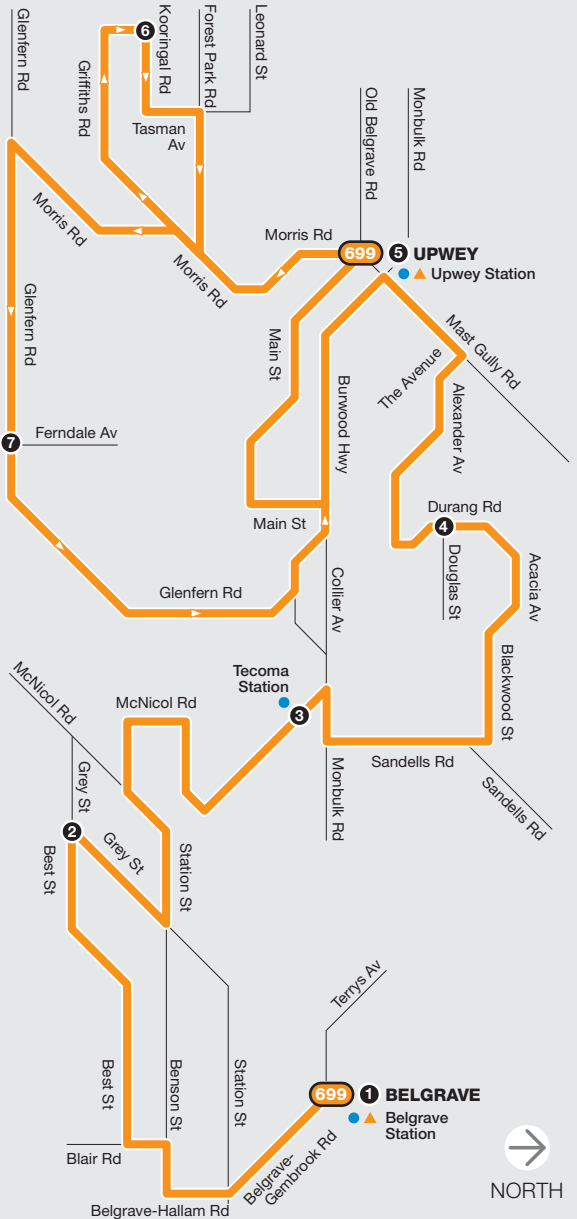 Glenfern Rd
Griffiths Rd
6
Kooringal Rd
Forest Park Rd
Leonard St
Tasman
Av
Old Belgrave Rd
Monbulk Rd
Morris Rd
Morris Rd
Morris Rd
699
5 UPWEY
Upwey Station
Glenfern Rd
Main St
Burwood Hwy
The Avenue
Mast Gully Rd
Alexander Av
7
Ferndale Av
Main St
Durang Rd
4
Douglas St
Acacia Av
Glenfern Rd
Collier Av
Blackwood St
Tecoma
Station
3
McNicol Rd
McNicol Rd
Monbulk Rd
Sandells Rd
Sandells Rd
Grey St
2
Grey St
Best St
Station St
Terrys Av
Best St
Benson St
Station St
699
1 BELGRAVE
Belgrave
Station
Blair Rd
Belgrave-Hallam Rd
Belgrave-
Gembrook Rd
NORTH